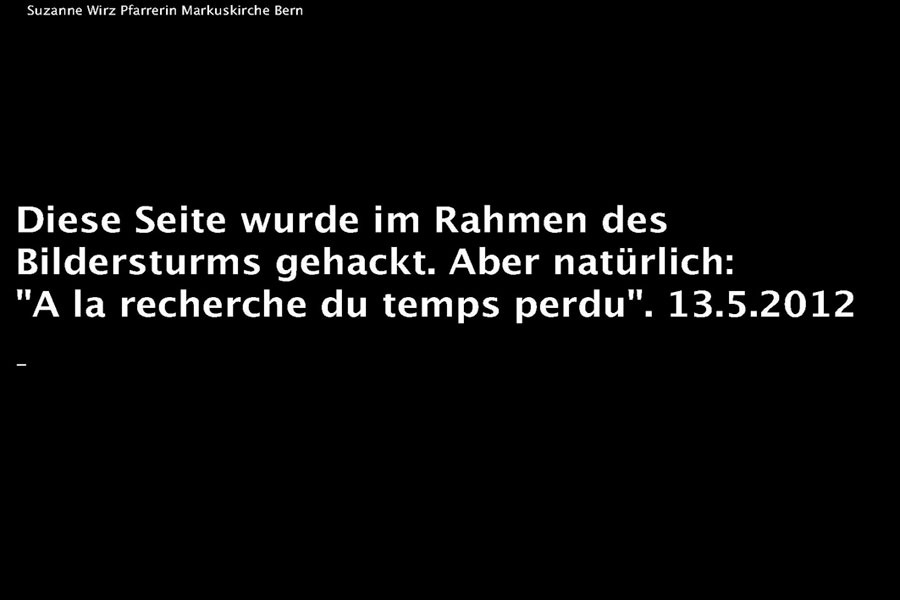 Suzanne Wirz Pfarrerin Markuskirche Bern
Diese Seite wurde im Rahmen des
Bildersturms gehackt. Aber natürlich:
"A la recherche du temps perdu". 13.5.2012
_